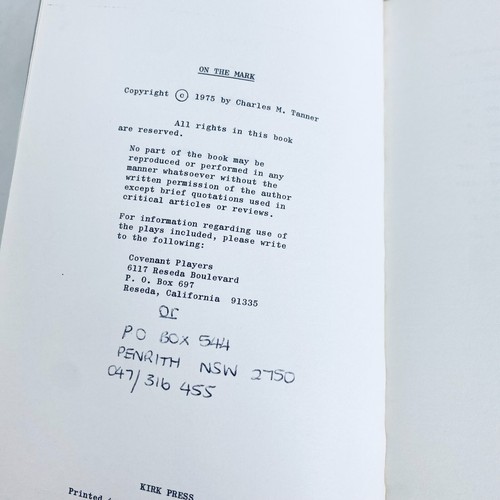 ON THE MARK
Copyright © 1975 by Charles M. Tanner
All rights in this book
are reserved.
No part of the book may be
reproduced or performed in any
manner whatsoever without the
written permission of the author
except brief quotations used in
critical articles or reviews.
For information regarding use of
the plays included, please write
to the following:
Covenant Players
6117 Reseda Boulevard
P. O. Box 697
Reseda, California 91335
or
PO BOX 544
PENRITH NSW 2750
047/316 455
KIRK PRESS
Printed